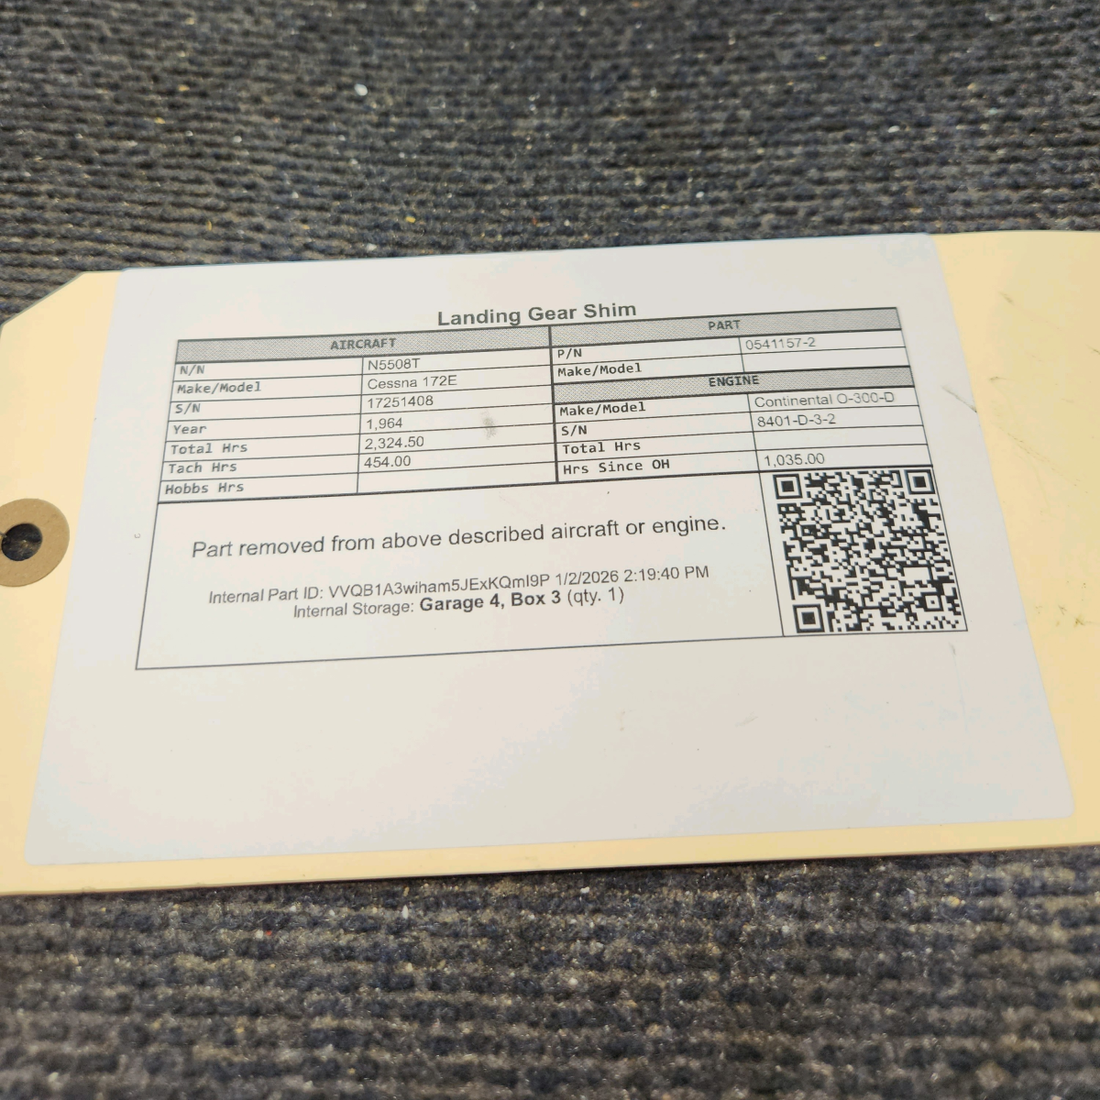 Landing Gear Shim
AIRCRAFT
N/N N5508T
Make/Model Cessna 172E
S/N 17251408
Year 1,964
Total Hrs 2,324.50
Tach Hrs 454.00
Hobbs Hrs
PART
P/N 0541157-2
Make/Model
ENGINE
Make/Model Continental O-300-D
S/N 8401-D-3-2
Total Hrs
Hrs Since OH 1,035.00
Part removed from above described aircraft or engine.
Internal Part ID: VVQB1A3wiham5JExKQmI9P 1/2/2026 2:19:40 PM
Internal Storage: Garage 4, Box 3 (qty. 1)